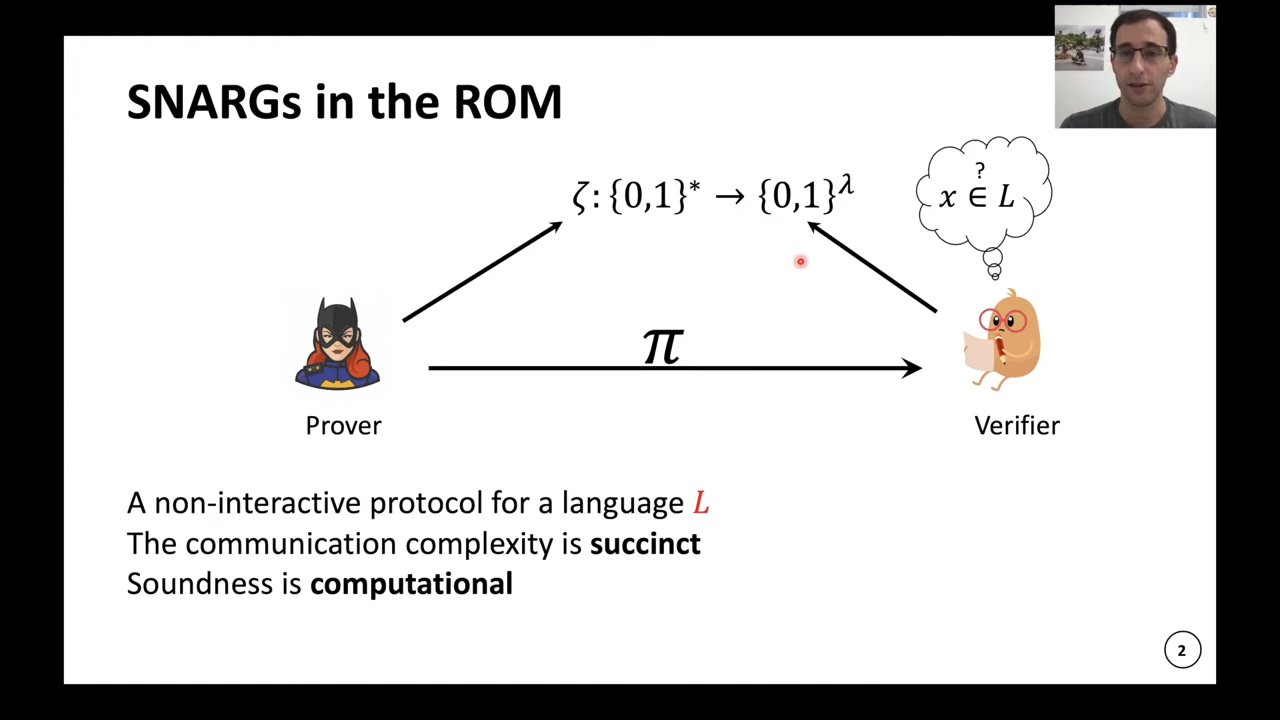 SNARGs in the ROM
ζ: {0,1}* → {0,1}^λ
?
x ∈ L
π
Prover
Verifier
A non-interactive protocol for a language L
The communication complexity is succinct
Soundness is computational
2